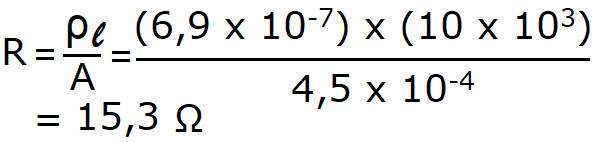 R = ρℓ/A = (6,9 x 10⁻⁷) x (10 x 10³) / 4,5 x 10⁻⁴
= 15,3 Ω